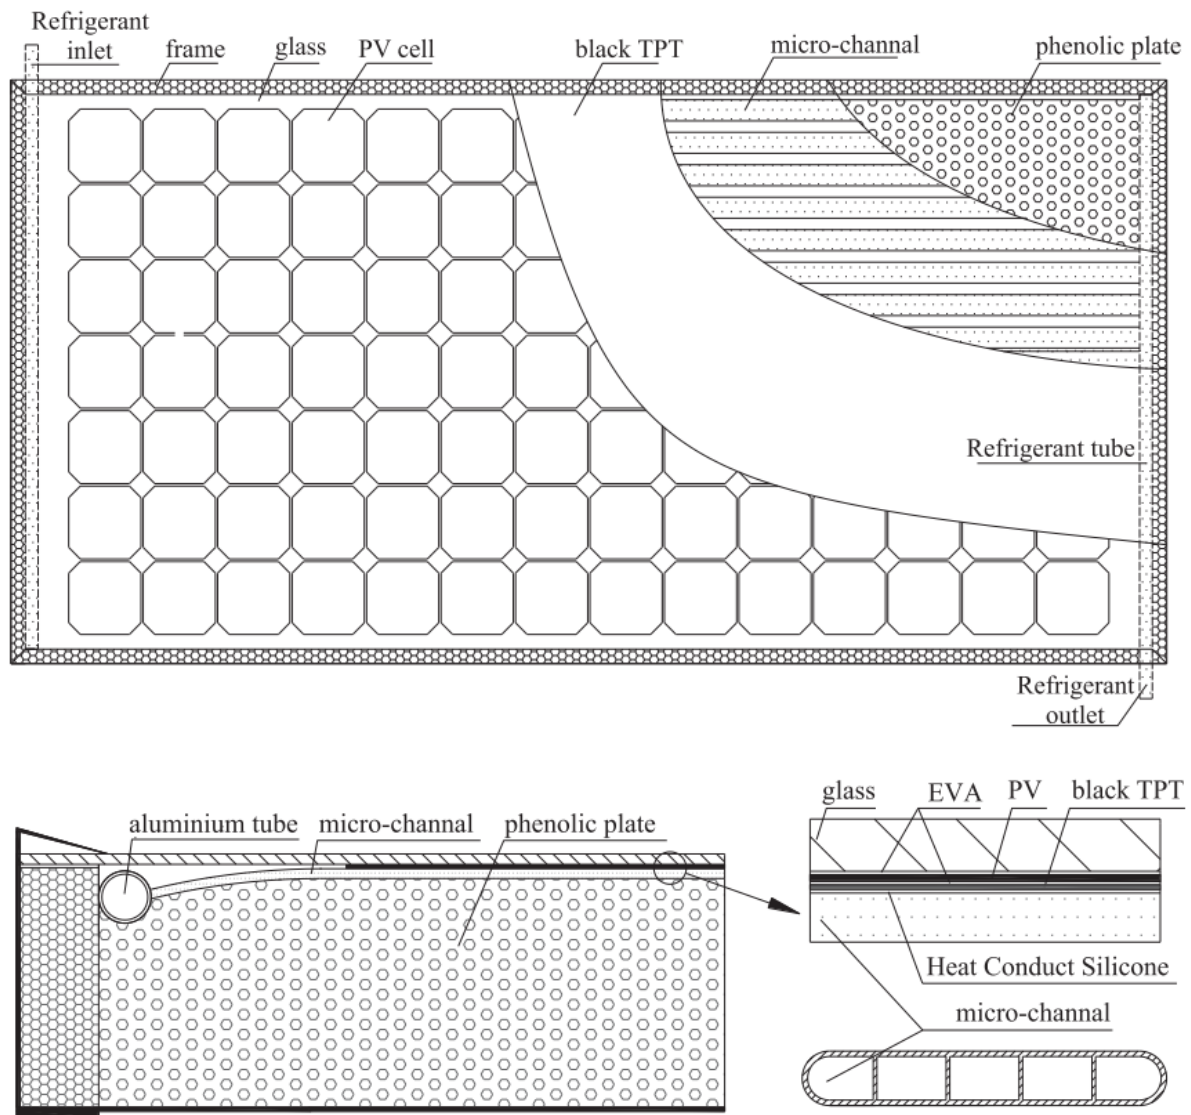 Refrigerant
inlet
frame
glass
PV cell
black TPT
micro-channal
phenolic plate
Refrigerant tube
Refrigerant
outlet
aluminium tube
micro-channal
phenolic plate
glass
EVA
PV
black TPT
Heat Conduct Silicone
micro-channal